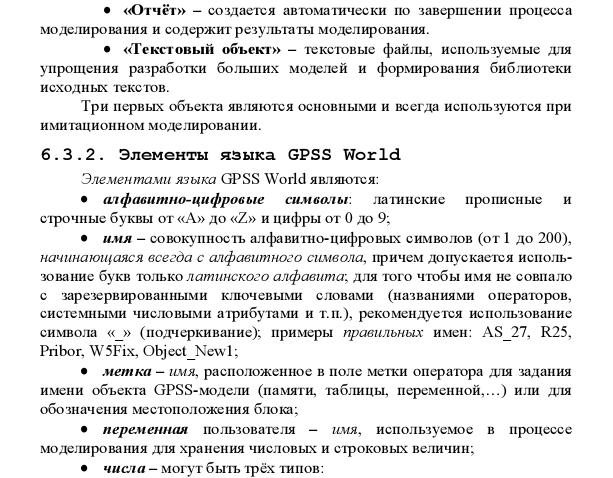 • «Отчёт» – создается автоматически по завершении процесса
моделирования и содержит результаты моделирования.
• «Текстовый объект» – текстовые файлы, используемые для
упрощения разработки больших моделей и формирования библиотеки
исходных текстов.
Три первых объекта являются основными и всегда используются при
имитационном моделировании.
6.3.2. Элементы языка GPSS World
Элементами языка GPSS World являются:
• алфавитно-цифровые символы: латинские прописные и
строчные буквы от «A» до «Z» и цифры от 0 до 9;
• имя – совокупность алфавитно-цифровых символов (от 1 до 200),
начинающаяся всегда с алфавитного символа, причем допускается исполь-
зование букв только латинского алфавита; для того чтобы имя не совпало
с зарезервированными ключевыми словами (названиями операторов,
системными числовыми атрибутами и т.п.), рекомендуется использование
символа «_» (подчеркивание); примеры правильных имен: AS_27, R25,
Pribor, W5Fix, Object_New1;
• метка – имя, расположенное в поле метки оператора для задания
имени объекта GPSS-модели (памяти, таблицы, переменной,...) или для
обозначения местоположения блока;
• переменная пользователя – имя, используемое в процессе
моделирования для хранения числовых и строковых величин;
• числа – могут быть трёх типов: